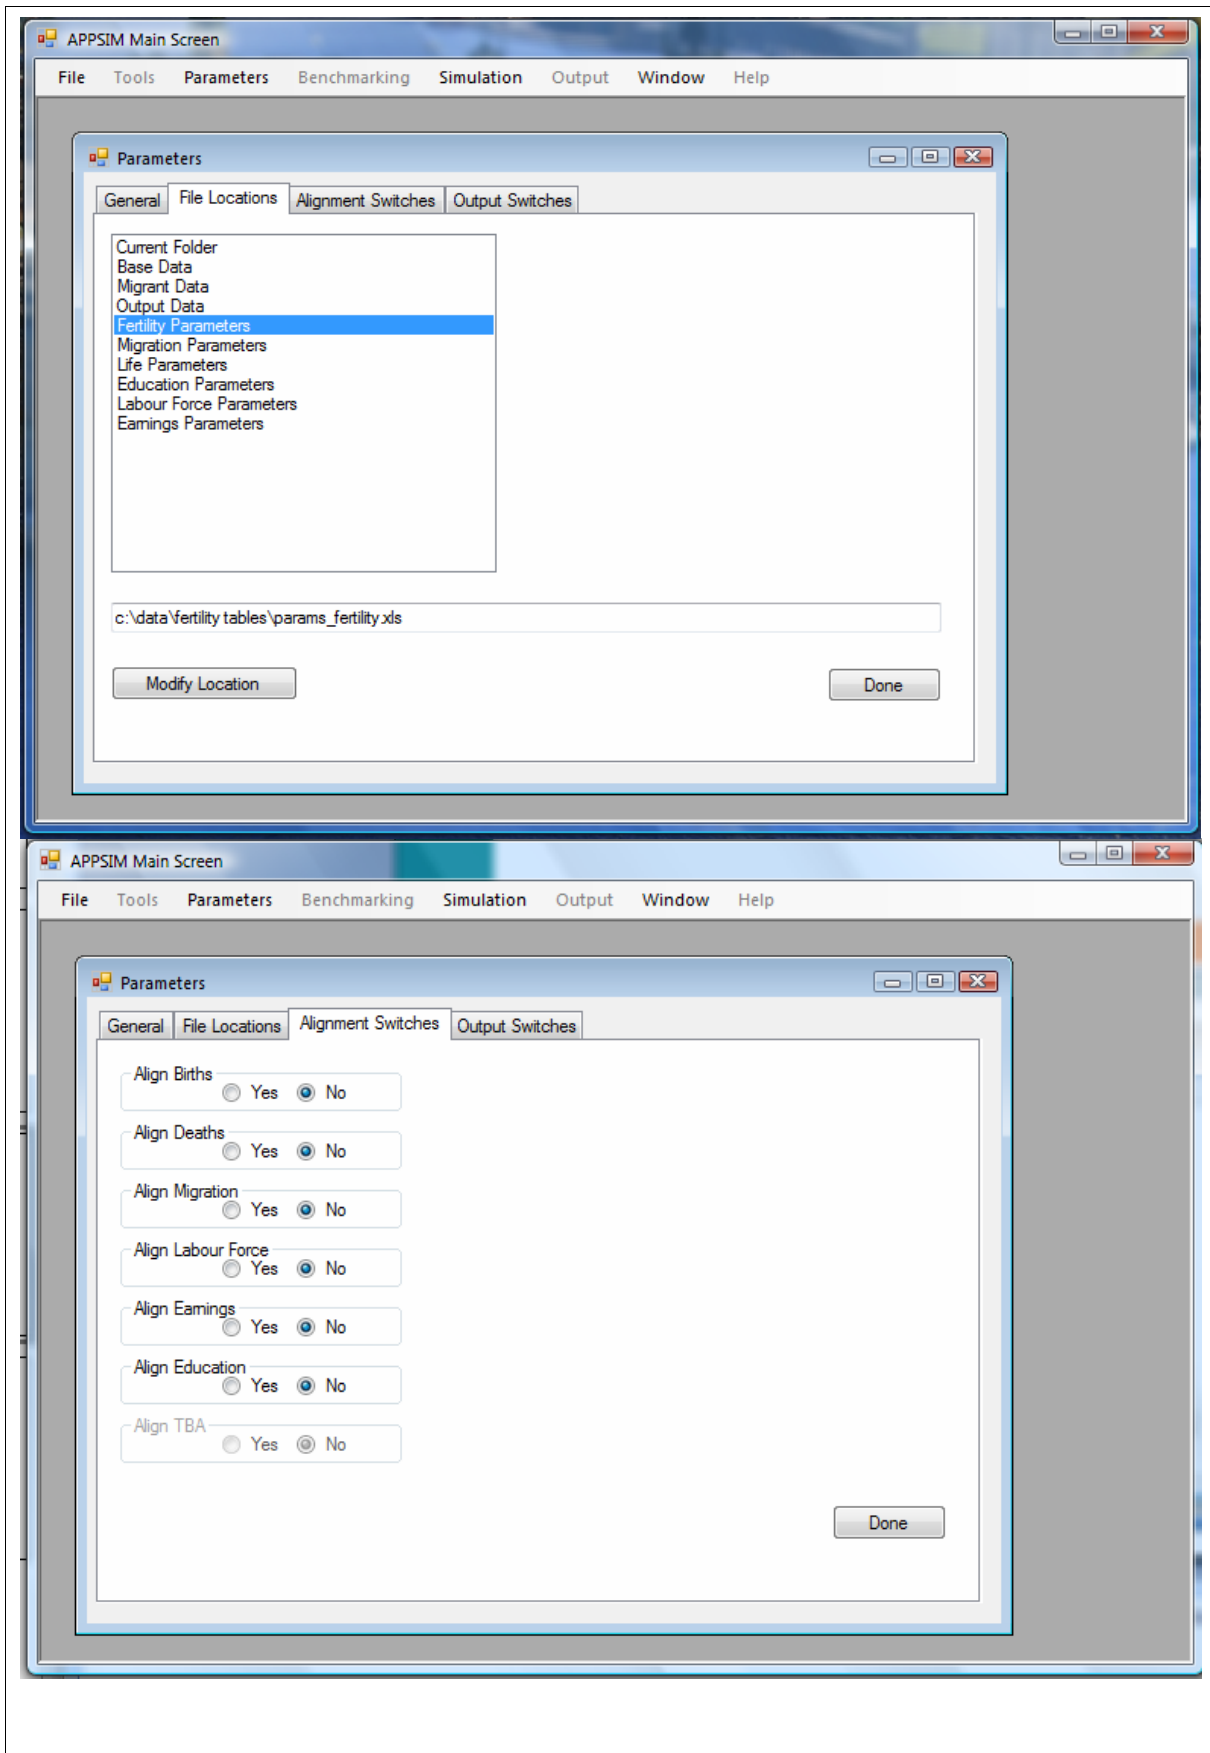 APPSIM Main Screen
File Tools Parameters Benchmarking Simulation Output Window Help
Parameters
General File Locations Alignment Switches Output Switches
Current Folder
Base Data
Migrant Data
Output Data
Fertility Parameters
Migration Parameters
Life Parameters
Education Parameters
Labour Force Parameters
Earnings Parameters
c:\data\fertility tables\params_fertility.xls
Modify Location Done
APPSIM Main Screen
File Tools Parameters Benchmarking Simulation Output Window Help
Parameters
General File Locations Alignment Switches Output Switches
Align Births
Yes No
Align Deaths
Yes No
Align Migration
Yes No
Align Labour Force
Yes No
Align Earnings
Yes No
Align Education
Yes No
Align TBA
Yes No
Done